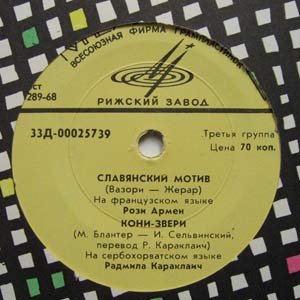 ВСЕСОЮЗНАЯ ФИРМА ГРАМПЛАСТИНОК
РИЖСКИЙ ЗАВОД
289-68
33Д-00025739
Третья группа
Цена 70 коп.
СЛАВЯНСКИЙ МОТИВ
(Вазори — Жерар)
На французском языке
Рози Армен
КОНИ-ЗВЕРИ
(М. Блантер — И. Сельвинский,
перевод Р. Караклаич)
На сербохорватском языке
Радмила Караклаич